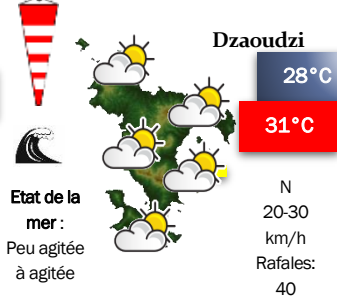 Dzaoudzi
28°C
31°C
Etat de la
mer :
Peu agitée
à agitée
N
20-30
km/h
Rafales:
40